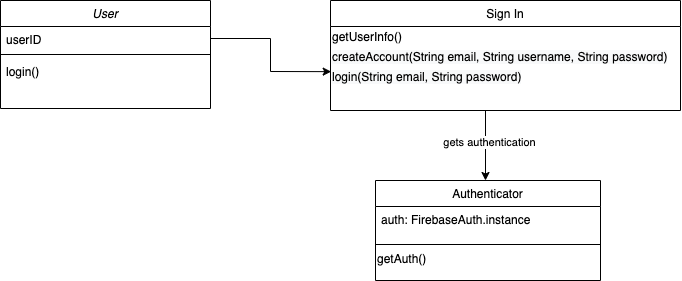 User
userID
login()
Sign In
getUserInfo()
createAccount(String email, String username, String password)
login(String email, String password)
gets authentication
Authenticator
auth: FirebaseAuth.instance
getAuth()